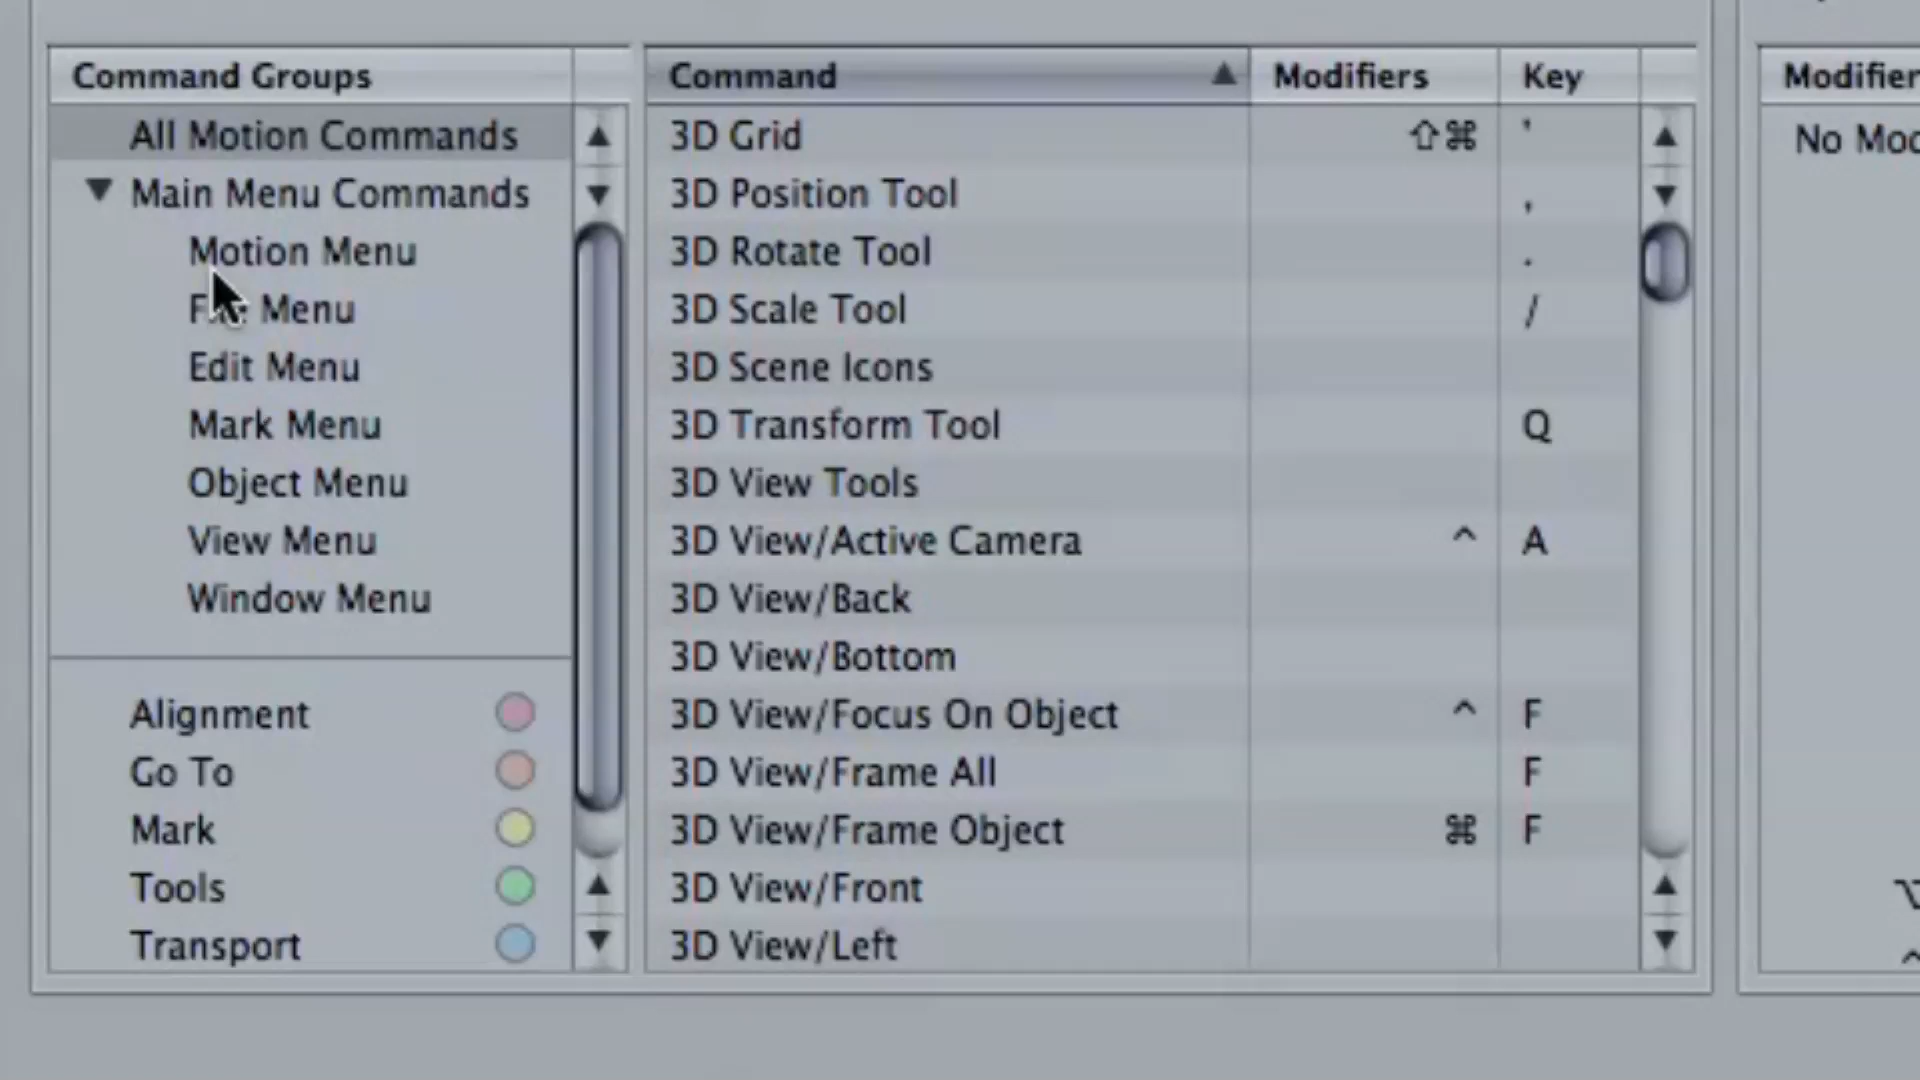 Command Groups
All Motion Commands
Main Menu Commands
Motion Menu
Menu
Edit Menu
Mark Menu
Object Menu
View Menu
Window Menu
Alignment
Go To
Mark
Tools
Transport
Command Modifiers Key
3D Grid ⇧⌘ '
3D Position Tool ,
3D Rotate Tool .
3D Scale Tool /
3D Scene Icons
3D Transform Tool Q
3D View Tools
3D View/Active Camera ^ A
3D View/Back
3D View/Bottom
3D View/Focus On Object ^ F
3D View/Frame All F
3D View/Frame Object ⌘ F
3D View/Front
3D View/Left
Modifier
No Mod
⌥
^